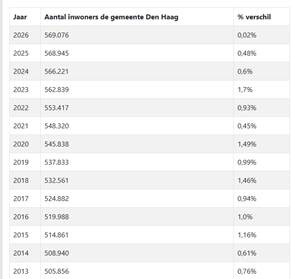 Jaar Aantal inwoners de gemeente Den Haag % verschil
2026 569.076 0,02%
2025 568.945 0,48%
2024 566.221 0,6%
2023 562.839 1,7%
2022 553.417 0,93%
2021 548.320 0,45%
2020 545.838 1,49%
2019 537.833 0,99%
2018 532.561 1,46%
2017 524.882 0,94%
2016 519.988 1,0%
2015 514.861 1,16%
2014 508.940 0,61%
2013 505.856 0,76%